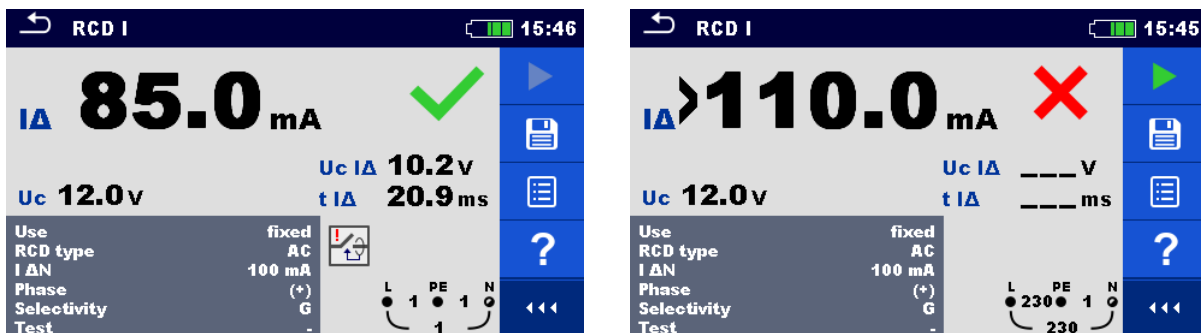 RCD I 15:46
IΔ 85.0 mA
Uc IΔ 10.2 V
Uc 12.0 V t IΔ 20.9 ms
Use fixed
RCD type AC
I ΔN 100 mA
Phase (+)
Selectivity G
Test -
!
?
L PE N
1 1
1
RCD I 15:45
IΔ >110.0 mA
Uc IΔ ___ V
Uc 12.0 V t IΔ ___ ms
Use fixed
RCD type AC
I ΔN 100 mA
Phase (+)
Selectivity G
Test -
?
L PE N
230 1
230